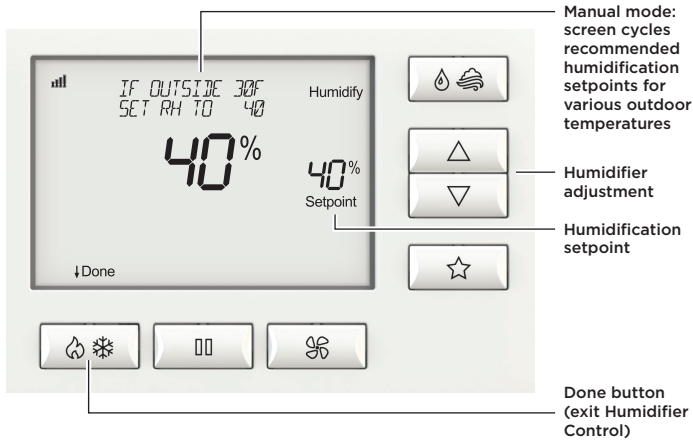 Manual mode:
screen cycles
recommended
humidification
setpoints for
various outdoor
temperatures
IF OUTSIDE 30F
SET RH TO 40
Humidify
40%
40%
Setpoint
Humidifier
adjustment
Humidification
setpoint
↓Done
Done button
(exit Humidifier
Control)